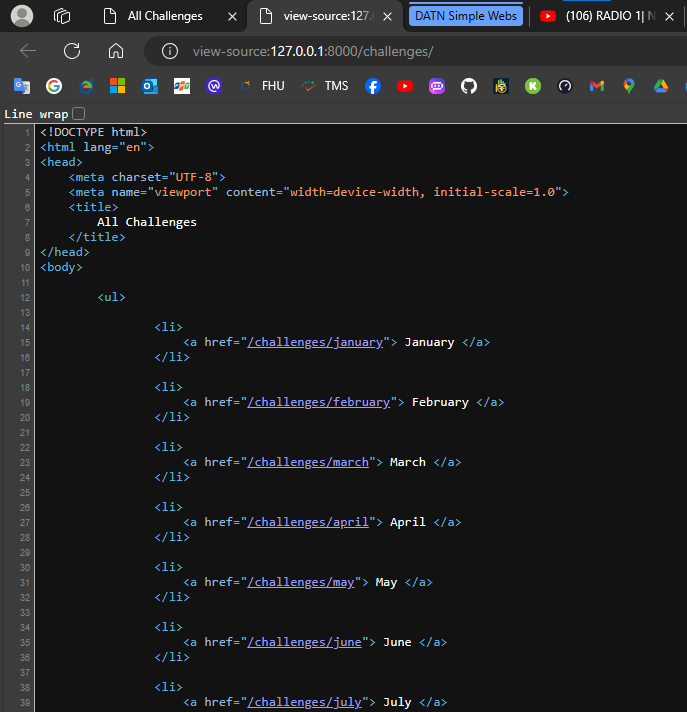 All Challenges
view-source:127.
DATN Simple Webs
(106) RADIO 1| N
view-source:127.0.0.1:8000/challenges/
FHU
TMS
Line wrap
1 <!DOCTYPE html>
2 <html lang="en">
3 <head>
4 <meta charset="UTF-8">
5 <meta name="viewport" content="width=device-width, initial-scale=1.0">
6 <title>
7 All Challenges
8 </title>
9 </head>
10 <body>
11
12 <ul>
13
14 <li>
15 <a href="/challenges/january"> January </a>
16 </li>
17
18 <li>
19 <a href="/challenges/february"> February </a>
20 </li>
21
22 <li>
23 <a href="/challenges/march"> March </a>
24 </li>
25
26 <li>
27 <a href="/challenges/april"> April </a>
28 </li>
29
30 <li>
31 <a href="/challenges/may"> May </a>
32 </li>
33
34 <li>
35 <a href="/challenges/june"> June </a>
36 </li>
37
38 <li>
39 <a href="/challenges/july"> July </a>